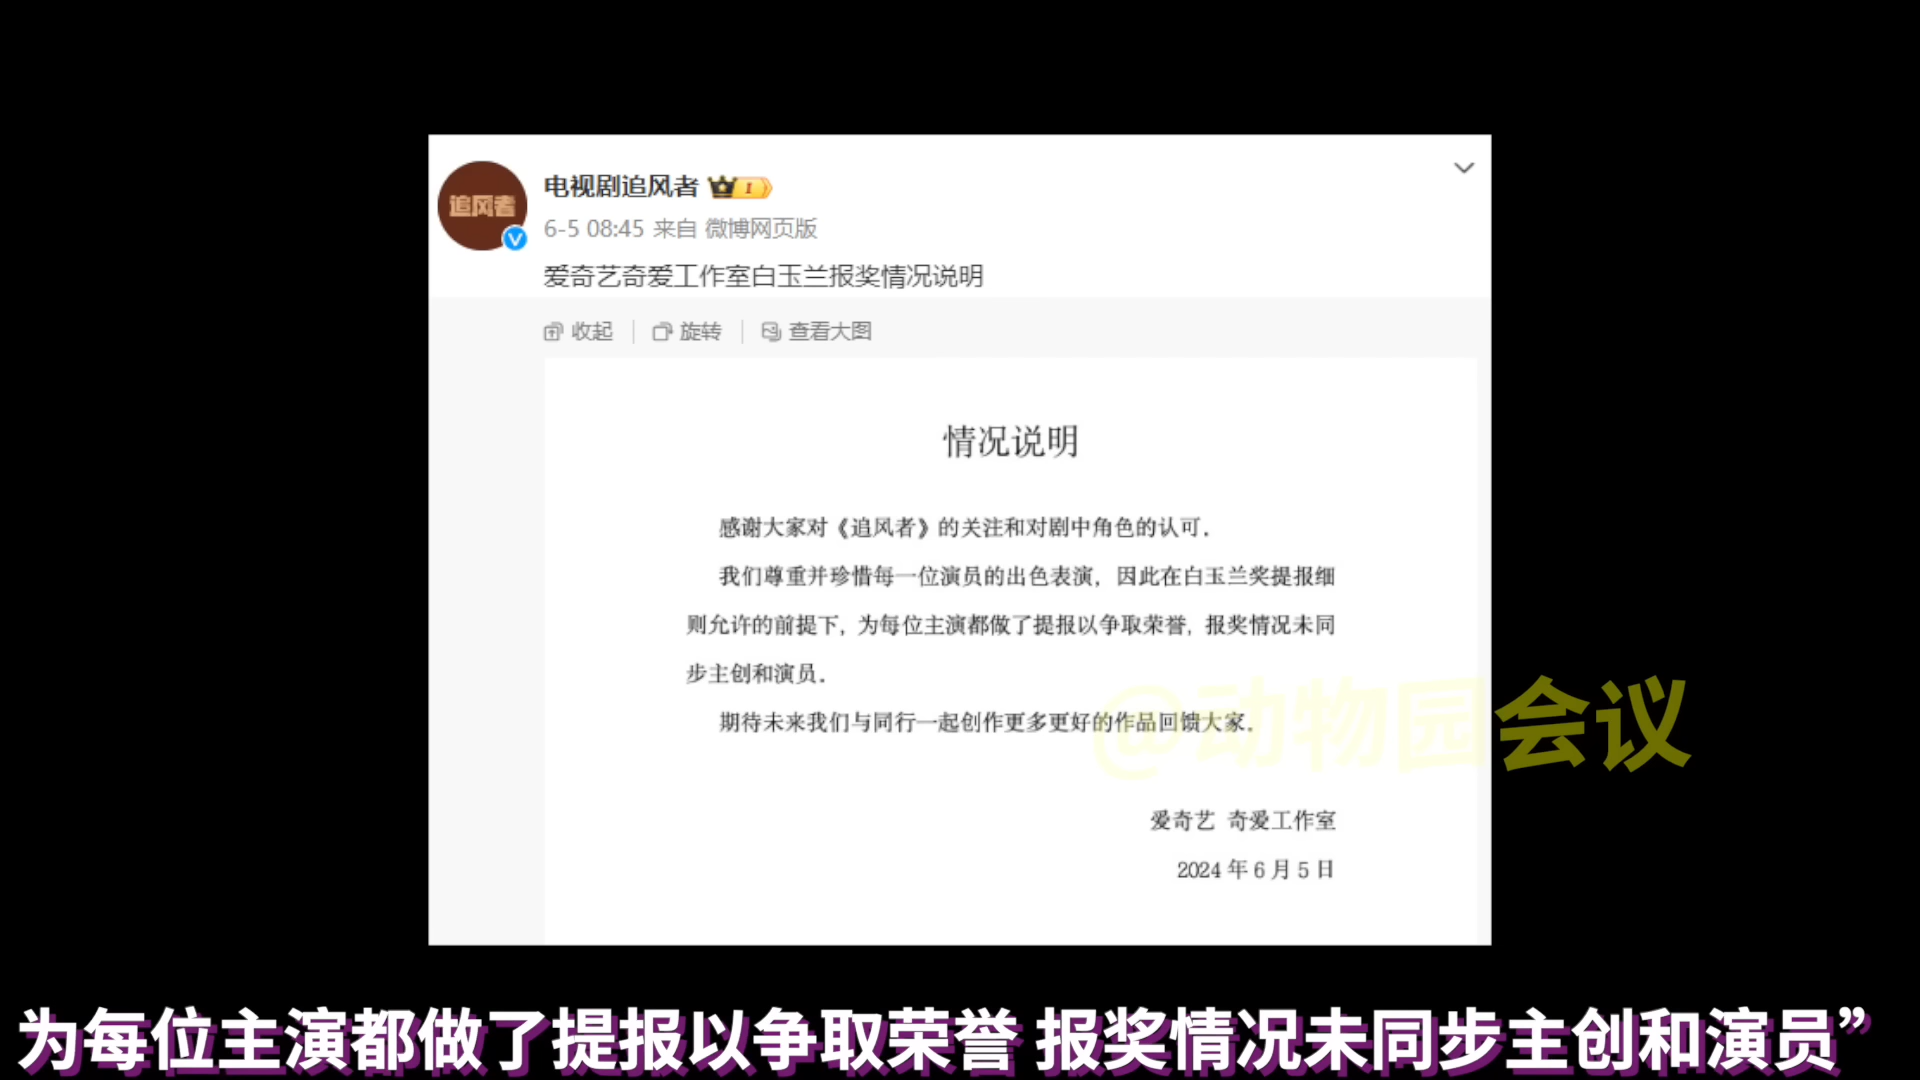 追风者
电视剧追风者
I
6-5 08:45 来自 微博网页版
爱奇艺奇爱工作室白玉兰报奖情况说明
收起 旋转 查看大图
情况说明
感谢大家对《追风者》的关注和对剧中角色的认可.
我们尊重并珍惜每一位演员的出色表演, 因此在白玉兰奖提报细
则允许的前提下, 为每位主演都做了提报以争取荣誉, 报奖情况未同
步主创和演员.
期待未来我们与同行一起创作更多更好的作品回馈大家.
@动物园会议
爱奇艺 奇爱工作室
2024 年 6 月 5 日
为每位主演都做了提报以争取荣誉 报奖情况未同步主创和演员”